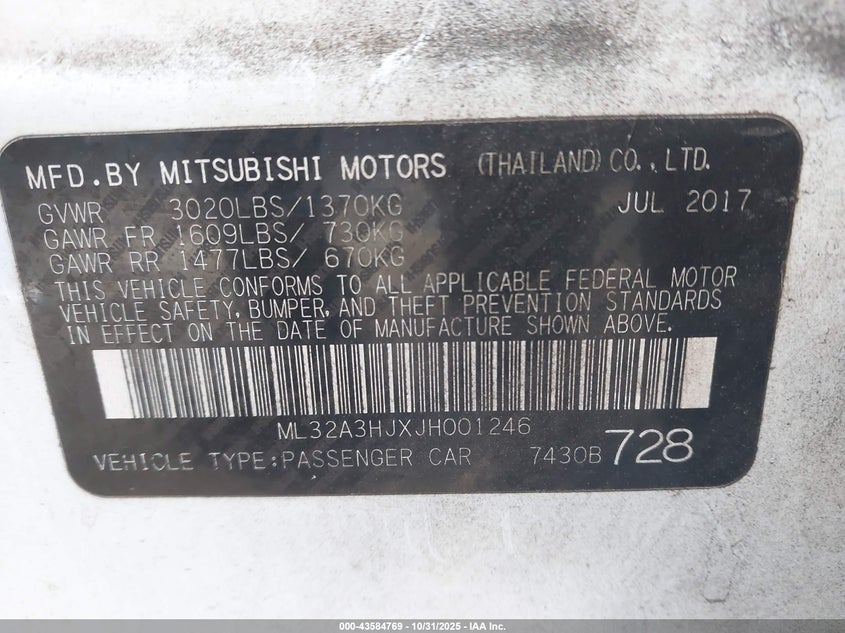 MFD.BY MITSUBISHI MOTORS (THAILAND) CO.,LTD.
GVWR 3020LBS/1370KG JUL 2017
GAWR FR 1609LBS/ 730KG
GAWR RR 1477LBS/ 670KG
THIS VEHICLE CONFORMS TO ALL APPLICABLE FEDERAL MOTOR
VEHICLE SAFETY, BUMPER, AND THEFT PREVENTION STANDARDS
IN EFFECT ON THE DATE OF MANUFACTURE SHOWN ABOVE.
ML32A3HJXJH001246
VEHICLE TYPE:PASSENGER CAR 7430B 728
000-43584769 - 10/31/2025 - IAA Inc.